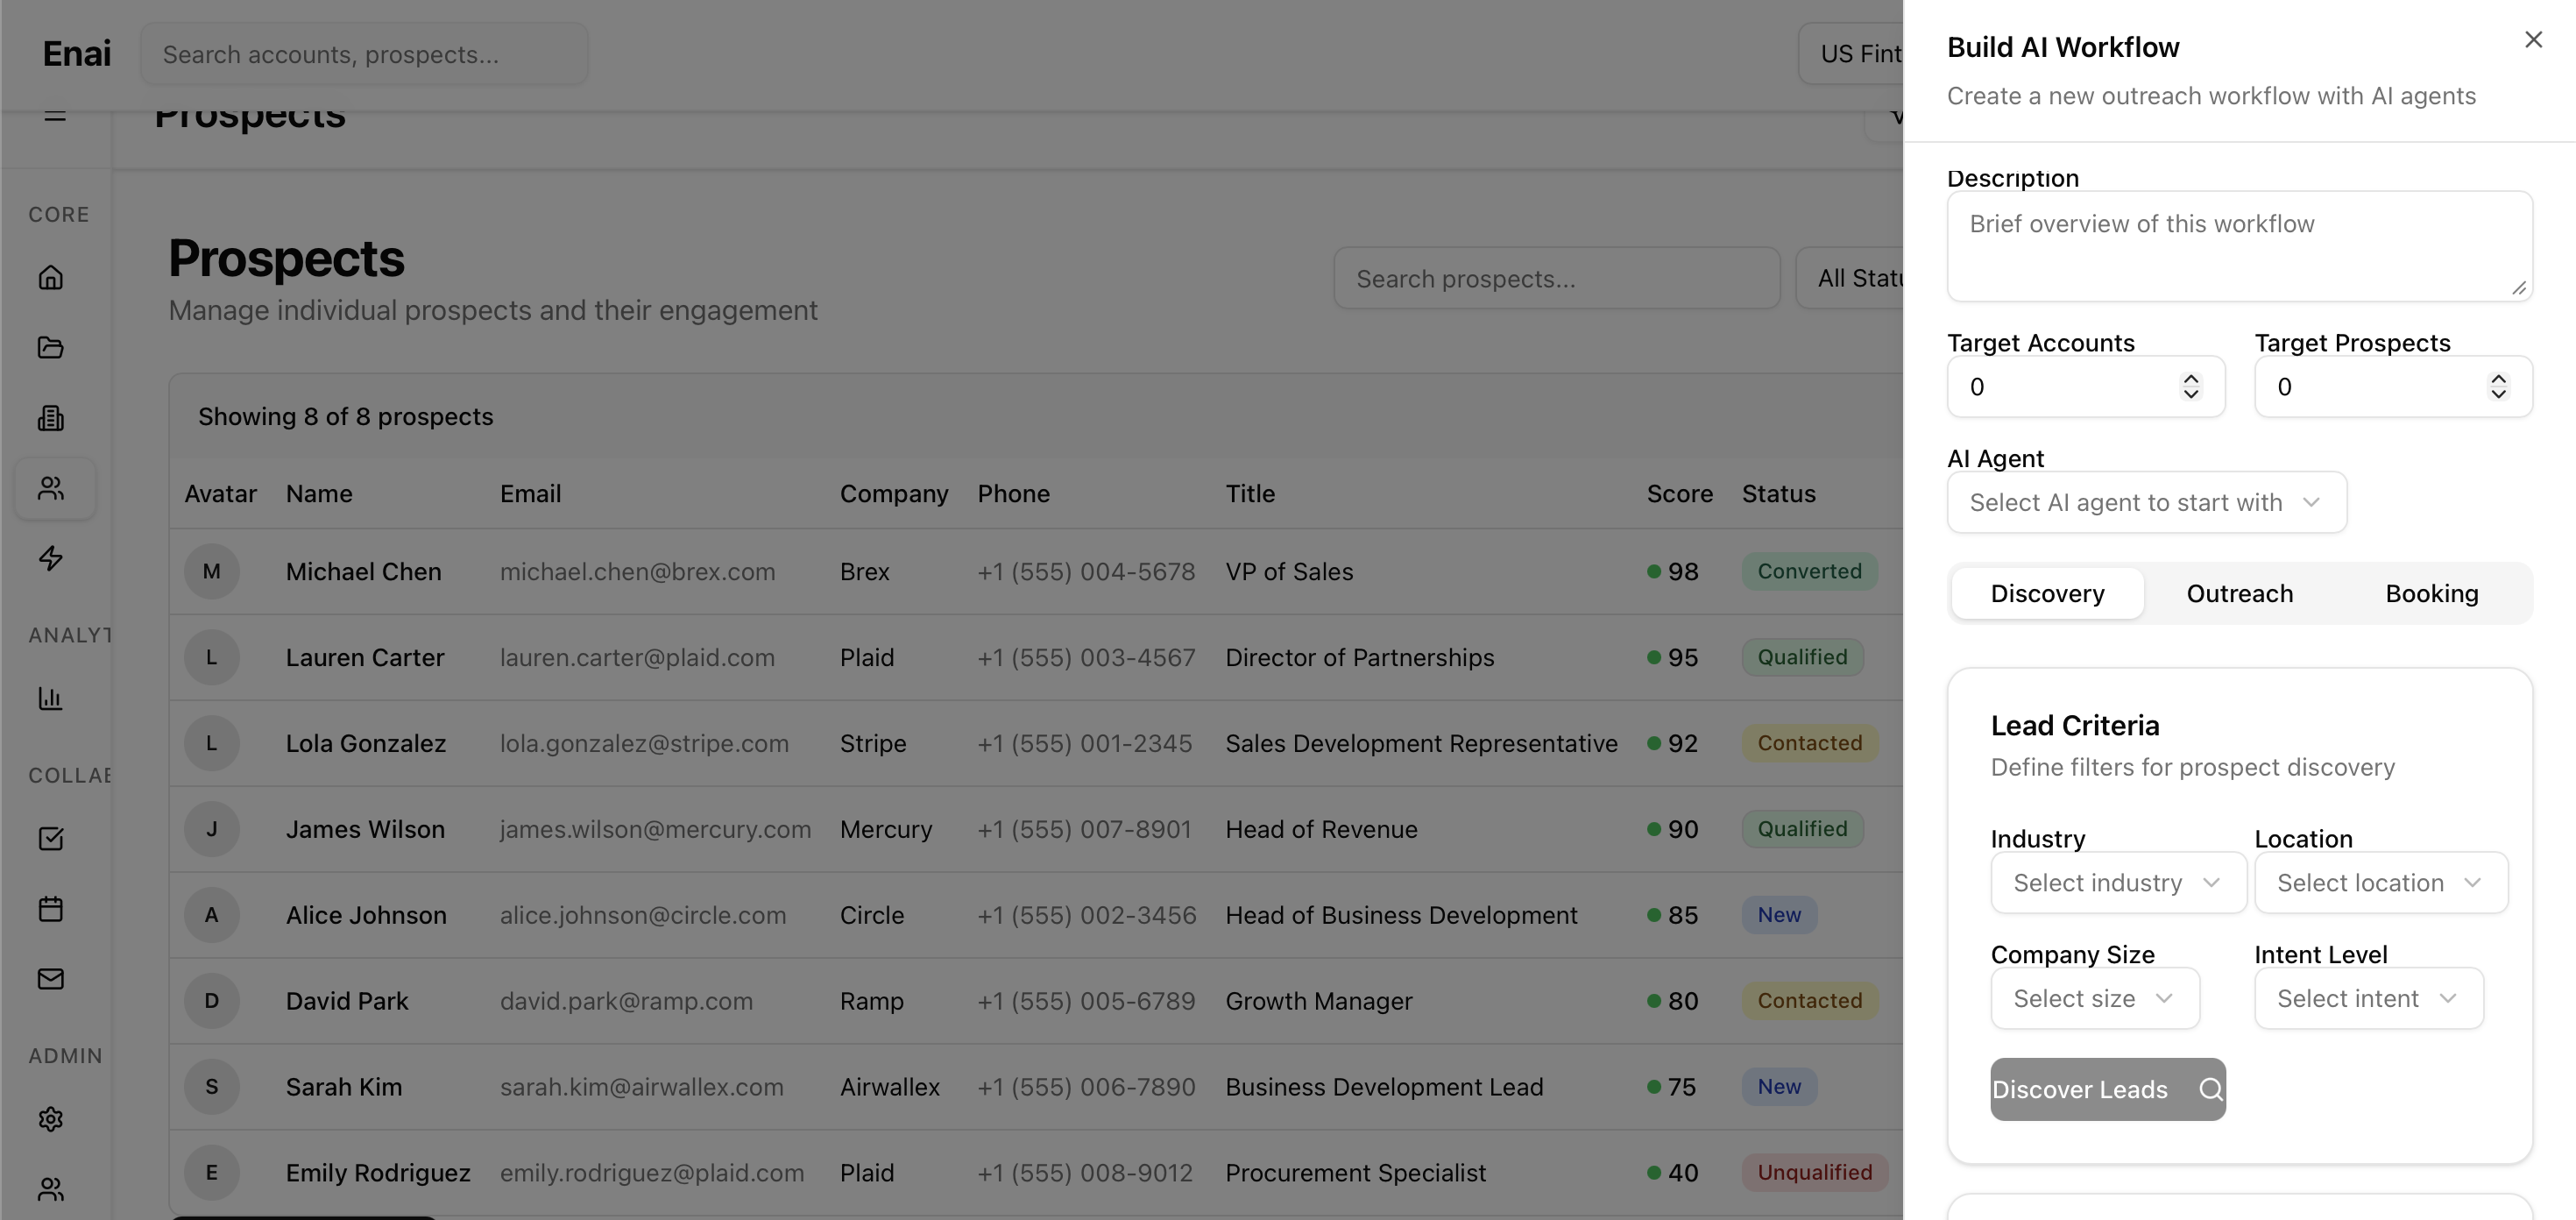 Enai
Search accounts, prospects...
US Fint
Prospects
CORE
ANALYT
COLLAB
ADMIN
Prospects
Manage individual prospects and their engagement
Search prospects...
All Statu
Showing 8 of 8 prospects
Avatar Name Email Company Phone Title Score Status
M Michael Chen michael.chen@brex.com Brex +1 (555) 004-5678 VP of Sales 98 Converted
L Lauren Carter lauren.carter@plaid.com Plaid +1 (555) 003-4567 Director of Partnerships 95 Qualified
L Lola Gonzalez lola.gonzalez@stripe.com Stripe +1 (555) 001-2345 Sales Development Representative 92 Contacted
J James Wilson james.wilson@mercury.com Mercury +1 (555) 007-8901 Head of Revenue 90 Qualified
A Alice Johnson alice.johnson@circle.com Circle +1 (555) 002-3456 Head of Business Development 85 New
D David Park david.park@ramp.com Ramp +1 (555) 005-6789 Growth Manager 80 Contacted
S Sarah Kim sarah.kim@airwallex.com Airwallex +1 (555) 006-7890 Business Development Lead 75 New
E Emily Rodriguez emily.rodriguez@plaid.com Plaid +1 (555) 008-9012 Procurement Specialist 40 Unqualified
Build AI Workflow
Create a new outreach workflow with AI agents
Description
Brief overview of this workflow
Target Accounts Target Prospects
0 0
AI Agent
Select AI agent to start with
Discovery Outreach Booking
Lead Criteria
Define filters for prospect discovery
Industry Location
Select industry Select location
Company Size Intent Level
Select size Select intent
Discover Leads